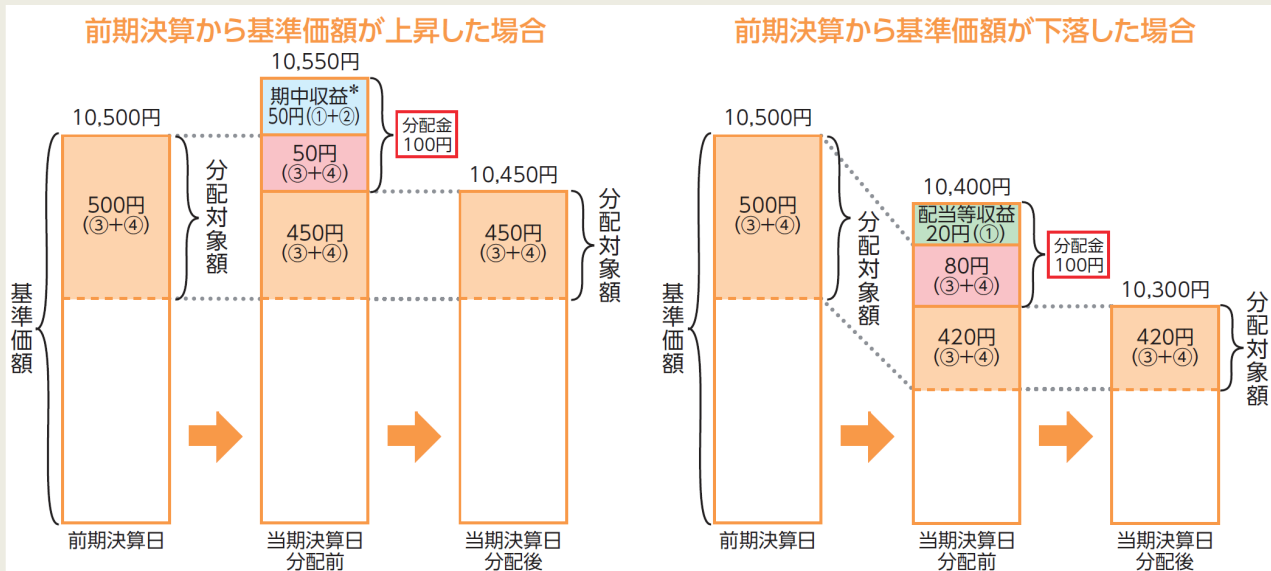 前期決算から基準価額が上昇した場合
10,500円
500円
(③+④)
分配対象額
基準価額
前期決算日
10,550円
期中収益*
50円(①+②)
50円
(③+④)
450円
(③+④)
分配金
100円
当期決算日
分配前
10,450円
450円
(③+④)
分配対象額
当期決算日
分配後
前期決算から基準価額が下落した場合
10,500円
500円
(③+④)
分配対象額
基準価額
前期決算日
10,400円
配当等収益
20円(①)
80円
(③+④)
420円
(③+④)
分配金
100円
当期決算日
分配前
10,300円
420円
(③+④)
分配対象額
当期決算日
分配後